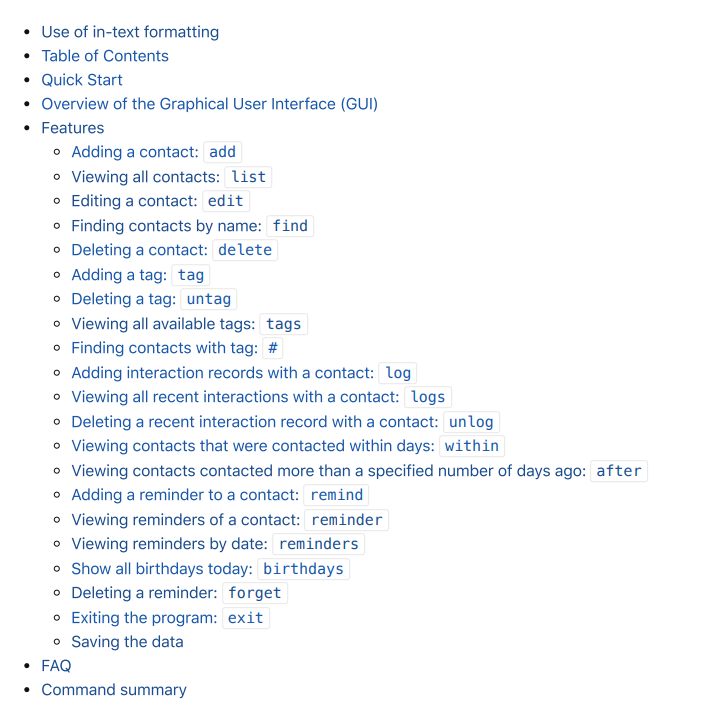 Use of in-text formatting
Table of Contents
Quick Start
Overview of the Graphical User Interface (GUI)
Features
Adding a contact: add
Viewing all contacts: list
Editing a contact: edit
Finding contacts by name: find
Deleting a contact: delete
Adding a tag: tag
Deleting a tag: untag
Viewing all available tags: tags
Finding contacts with tag: #
Adding interaction records with a contact: log
Viewing all recent interactions with a contact: logs
Deleting a recent interaction record with a contact: unlog
Viewing contacts that were contacted within days: within
Viewing contacts contacted more than a specified number of days ago: after
Adding a reminder to a contact: remind
Viewing reminders of a contact: reminder
Viewing reminders by date: reminders
Show all birthdays today: birthdays
Deleting a reminder: forget
Exiting the program: exit
Saving the data
FAQ
Command summary